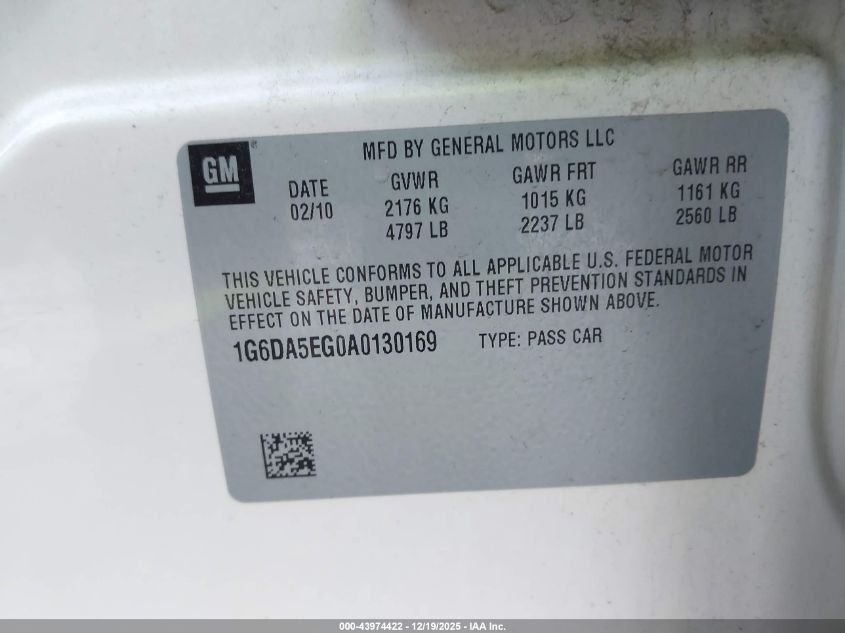 GM
MFD BY GENERAL MOTORS LLC
DATE GVWR GAWR FRT GAWR RR
02/10 2176 KG 1015 KG 1161 KG
4797 LB 2237 LB 2560 LB
THIS VEHICLE CONFORMS TO ALL APPLICABLE U.S. FEDERAL MOTOR
VEHICLE SAFETY, BUMPER, AND THEFT PREVENTION STANDARDS IN
EFFECT ON THE DATE OF MANUFACTURE SHOWN ABOVE.
1G6DA5EG0A0130169 TYPE: PASS CAR
000-43974422 - 12/19/2025 - IAA Inc.